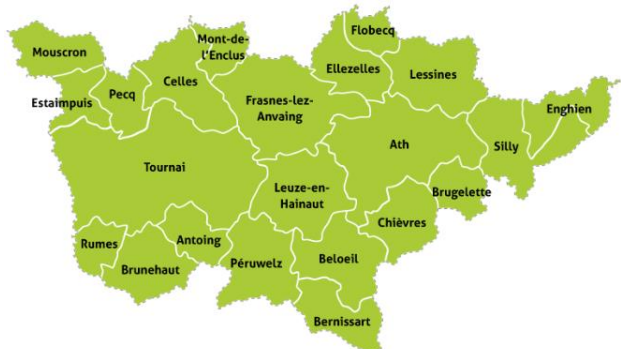 Flobecq
Mont-de-
l'Enclus
Mouscron
Ellezelles
Lessines
Celles
Pecq
Estaimpuis
Frasnes-lez-
Anvaing
Enghien
Ath
Silly
Tournai
Leuze-en-
Hainaut
Brugelette
Chièvres
Rumes
Antoing
Brunehaut
Péruwelz
Beloeil
Bernissart